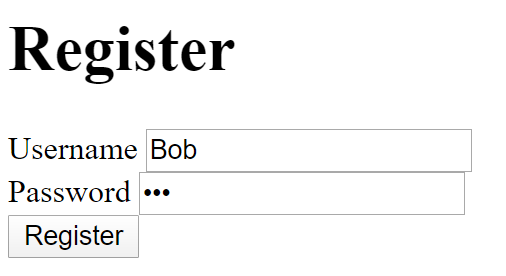 Register
Username Bob
Password •••
Register